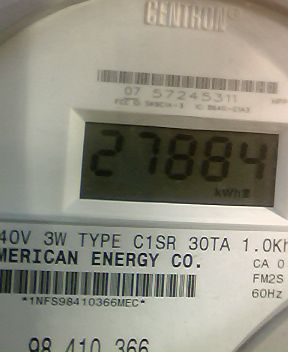 CENTRON®
07 57245311
27884
kWh
40V 3W TYPE C1SR 30TA 1.0Kh
MERICAN ENERGY CO.
CA 0
FM2S
60Hz
*1NFS98410366MEC*
98 410 366